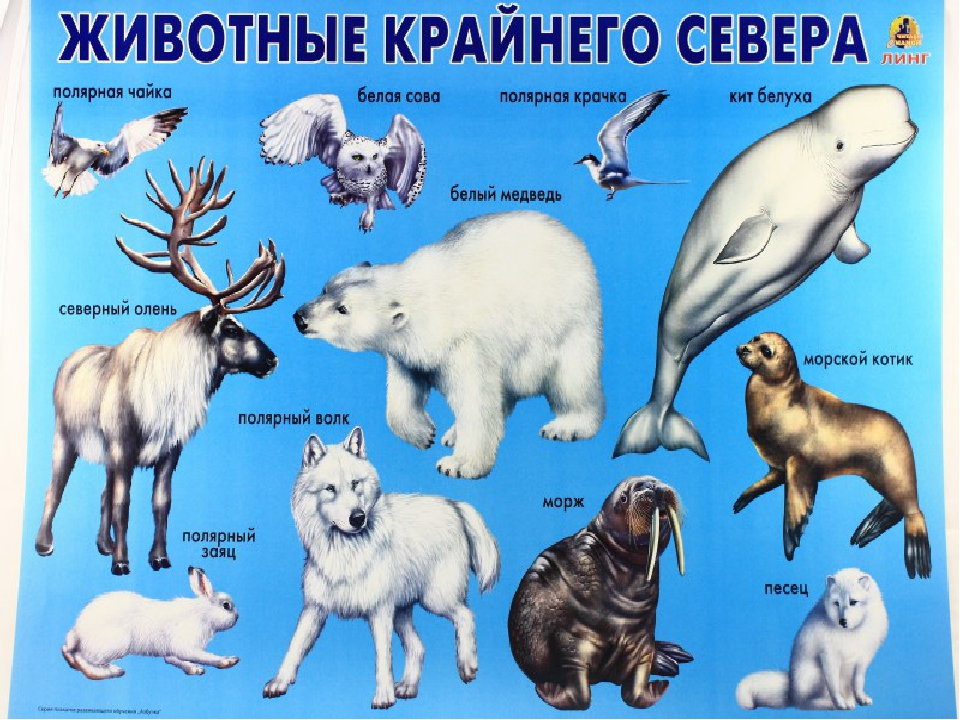 ЖИВОТНЫЕ КРАЙНЕГО СЕВЕРА
ЛИНГ
полярная чайка
белая сова
полярная крачка
кит белуха
белый медведь
северный олень
морской котик
полярный волк
морж
полярный
заяц
песец